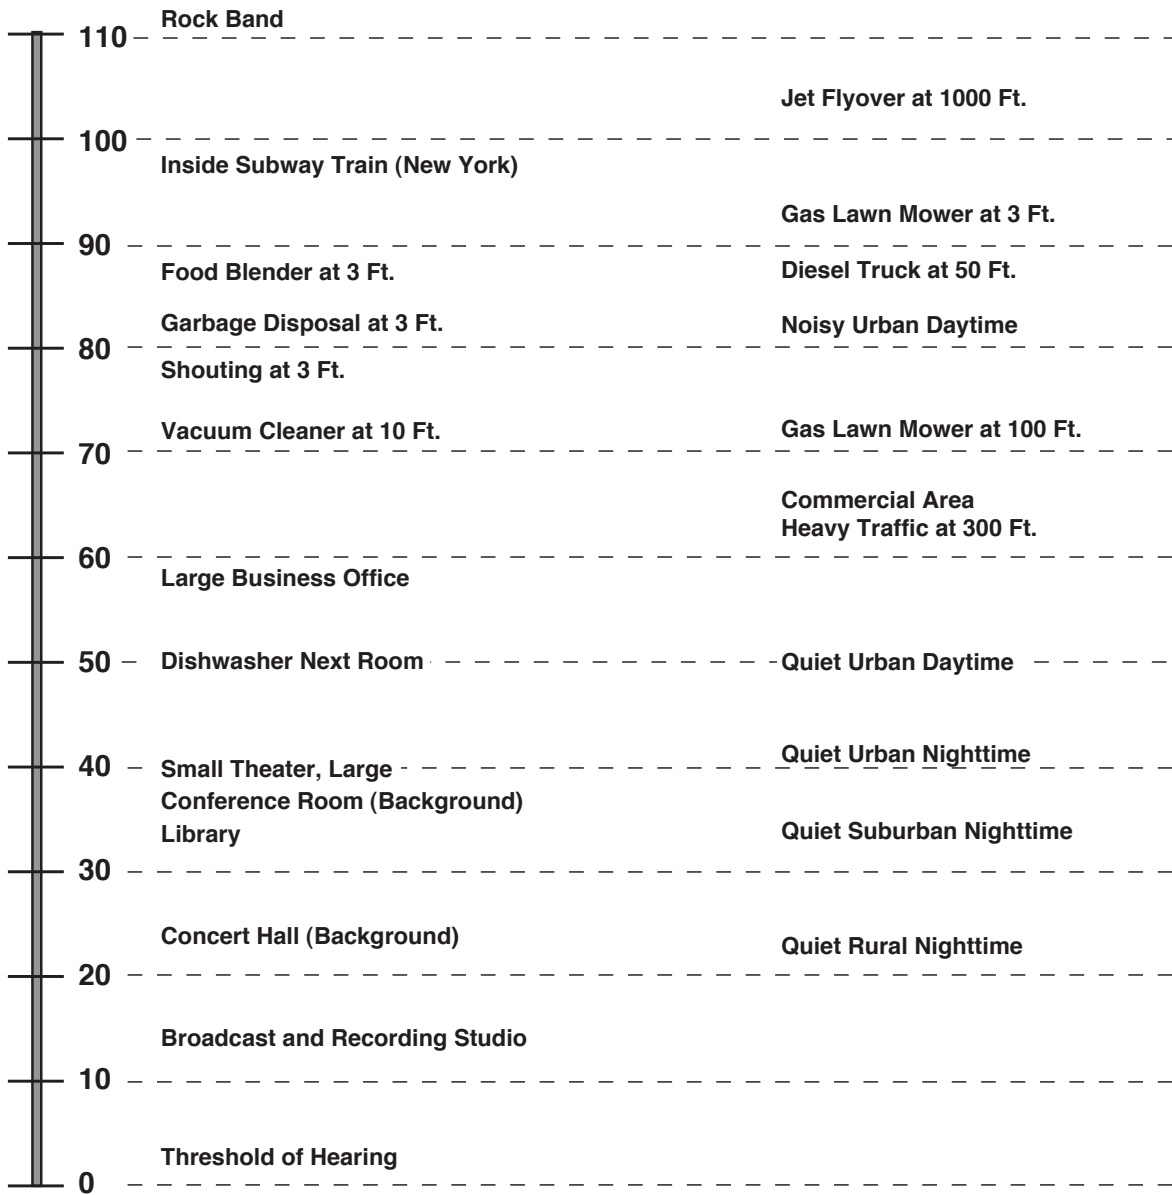 Rock Band
110
Jet Flyover at 1000 Ft.
100
Inside Subway Train (New York)
Gas Lawn Mower at 3 Ft.
90
Food Blender at 3 Ft.
Diesel Truck at 50 Ft.
Garbage Disposal at 3 Ft.
Noisy Urban Daytime
80
Shouting at 3 Ft.
Vacuum Cleaner at 10 Ft.
Gas Lawn Mower at 100 Ft.
70
Commercial Area
Heavy Traffic at 300 Ft.
60
Large Business Office
50
Dishwasher Next Room
Quiet Urban Daytime
Quiet Urban Nighttime
40
Small Theater, Large
Conference Room (Background)
Library
Quiet Suburban Nighttime
30
Concert Hall (Background)
Quiet Rural Nighttime
20
Broadcast and Recording Studio
10
Threshold of Hearing
0